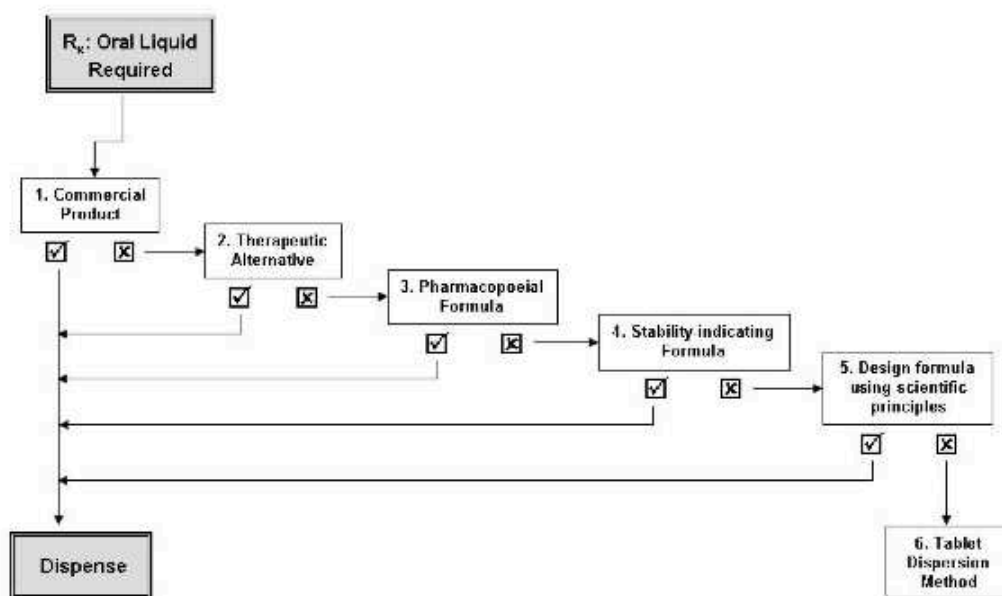 Rx: Oral Liquid
Required
1. Commercial
Product
2. Therapeutic
Alternative
3. Pharmacopoeial
Formula
4. Stability indicating
Formula
5. Design formula
using scientific
principles
Dispense
6. Tablet
Dispersion
Method